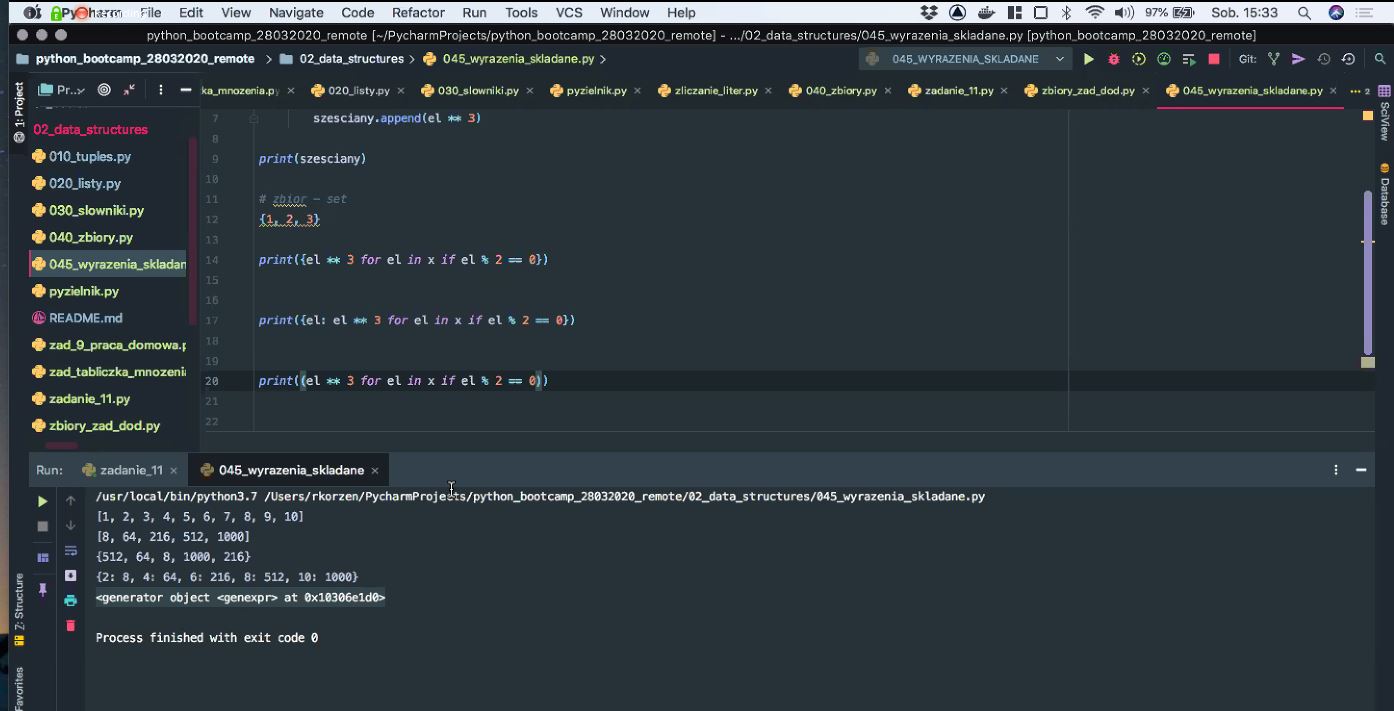 File Edit View Navigate Code Refactor Run Tools VCS Window Help 97% Sob. 15:33
python_bootcamp_28032020_remote [~/PycharmProjects/python_bootcamp_28032020_remote] - .../02_data_structures/045_wyrazenia_skladane.py [python_bootcamp_28032020_remote]
python_bootcamp_28032020_remote 02_data_structures 045_wyrazenia_skladane.py 045_WYRAZENIA_SKLADANE Git:
1: Project
Pr...
ka_mnozenia.py 020_listy.py 030_slowniki.py pyzielnik.py zliczanie_liter.py 040_zbiory.py zadanie_11.py zbiory_zad_dod.py 045_wyrazenia_skladane.py 2
SciView
Database
02_data_structures
010_tuples.py
020_listy.py
030_slowniki.py
040_zbiory.py
045_wyrazenia_skladan
pyzielnik.py
README.md
zad_9_praca_domowa.p
zad_tabliczka_mnozenia
zadanie_11.py
zbiory_zad_dod.py
7 szesciany.append(el ** 3)
8
9 print(szesciany)
10
11 # zbior - set
12 {1, 2, 3}
13
14 print({el ** 3 for el in x if el % 2 == 0})
15
16
17 print({el: el ** 3 for el in x if el % 2 == 0})
18
19
20 print((el ** 3 for el in x if el % 2 == 0))
21
22
Run: zadanie_11 045_wyrazenia_skladane
/usr/local/bin/python3.7 /Users/rkorzen/PycharmProjects/python_bootcamp_28032020_remote/02_data_structures/045_wyrazenia_skladane.py
[1, 2, 3, 4, 5, 6, 7, 8, 9, 10]
[8, 64, 216, 512, 1000]
{512, 64, 8, 1000, 216}
{2: 8, 4: 64, 6: 216, 8: 512, 10: 1000}
<generator object <genexpr> at 0x10306e1d0>
Process finished with exit code 0
Z: Structure
Favorites